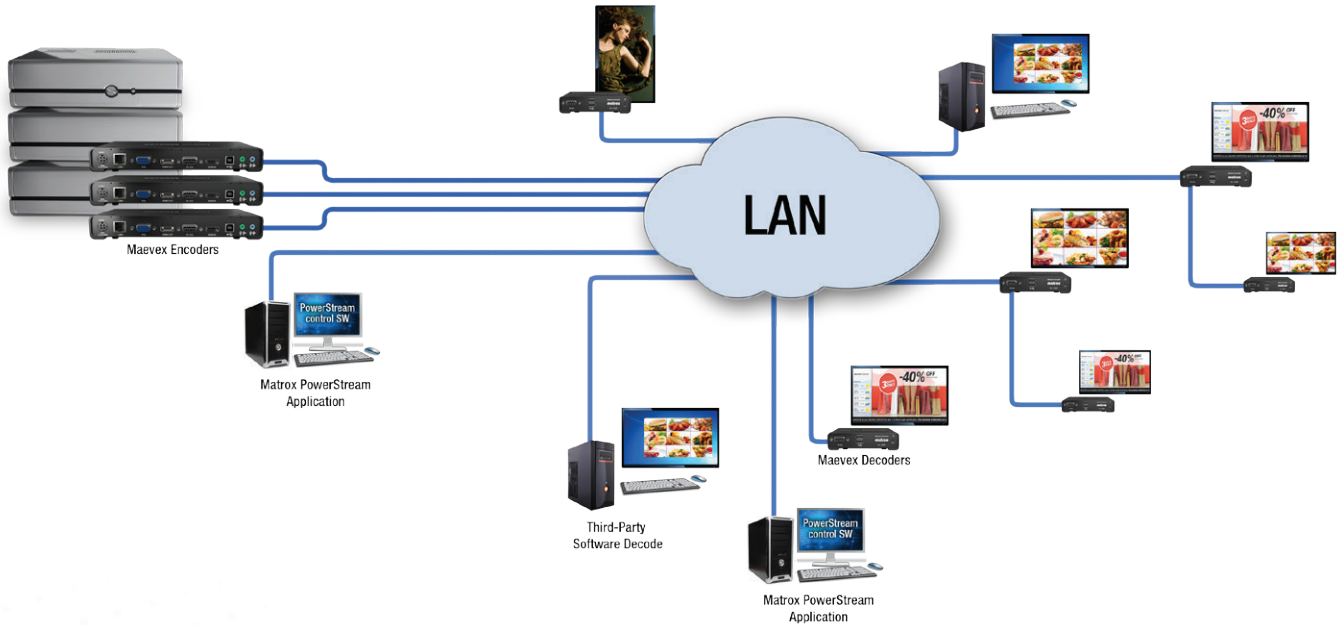 -40% OFF
LAN
Maevex Encoders
-40% OFF
PowerStream
control SW
-40% OFF
Matrox PowerStream
Application
Maevex Decoders
Third-Party
Software Decode
PowerStream
control SW
Matrox PowerStream
Application